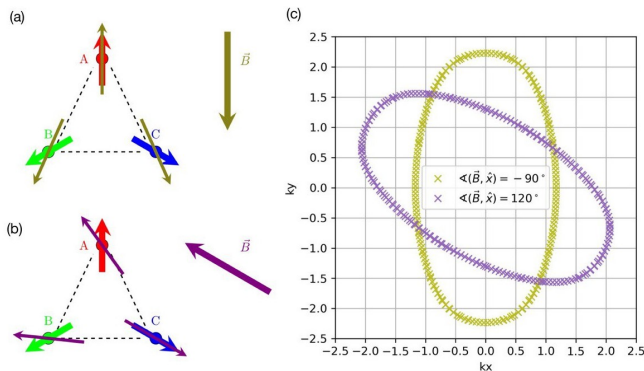 (a)
A
B
C
B⃗
(b)
A
B
C
B⃗
(c)
2.5
2.0
1.5
1.0
0.5
0.0
−0.5
−1.0
−1.5
−2.0
−2.5
ky
∢(B⃗, x̂) = −90°
∢(B⃗, x̂) = 120°
−2.5 −2.0 −1.5 −1.0 −0.5 0.0 0.5 1.0 1.5 2.0 2.5
kx